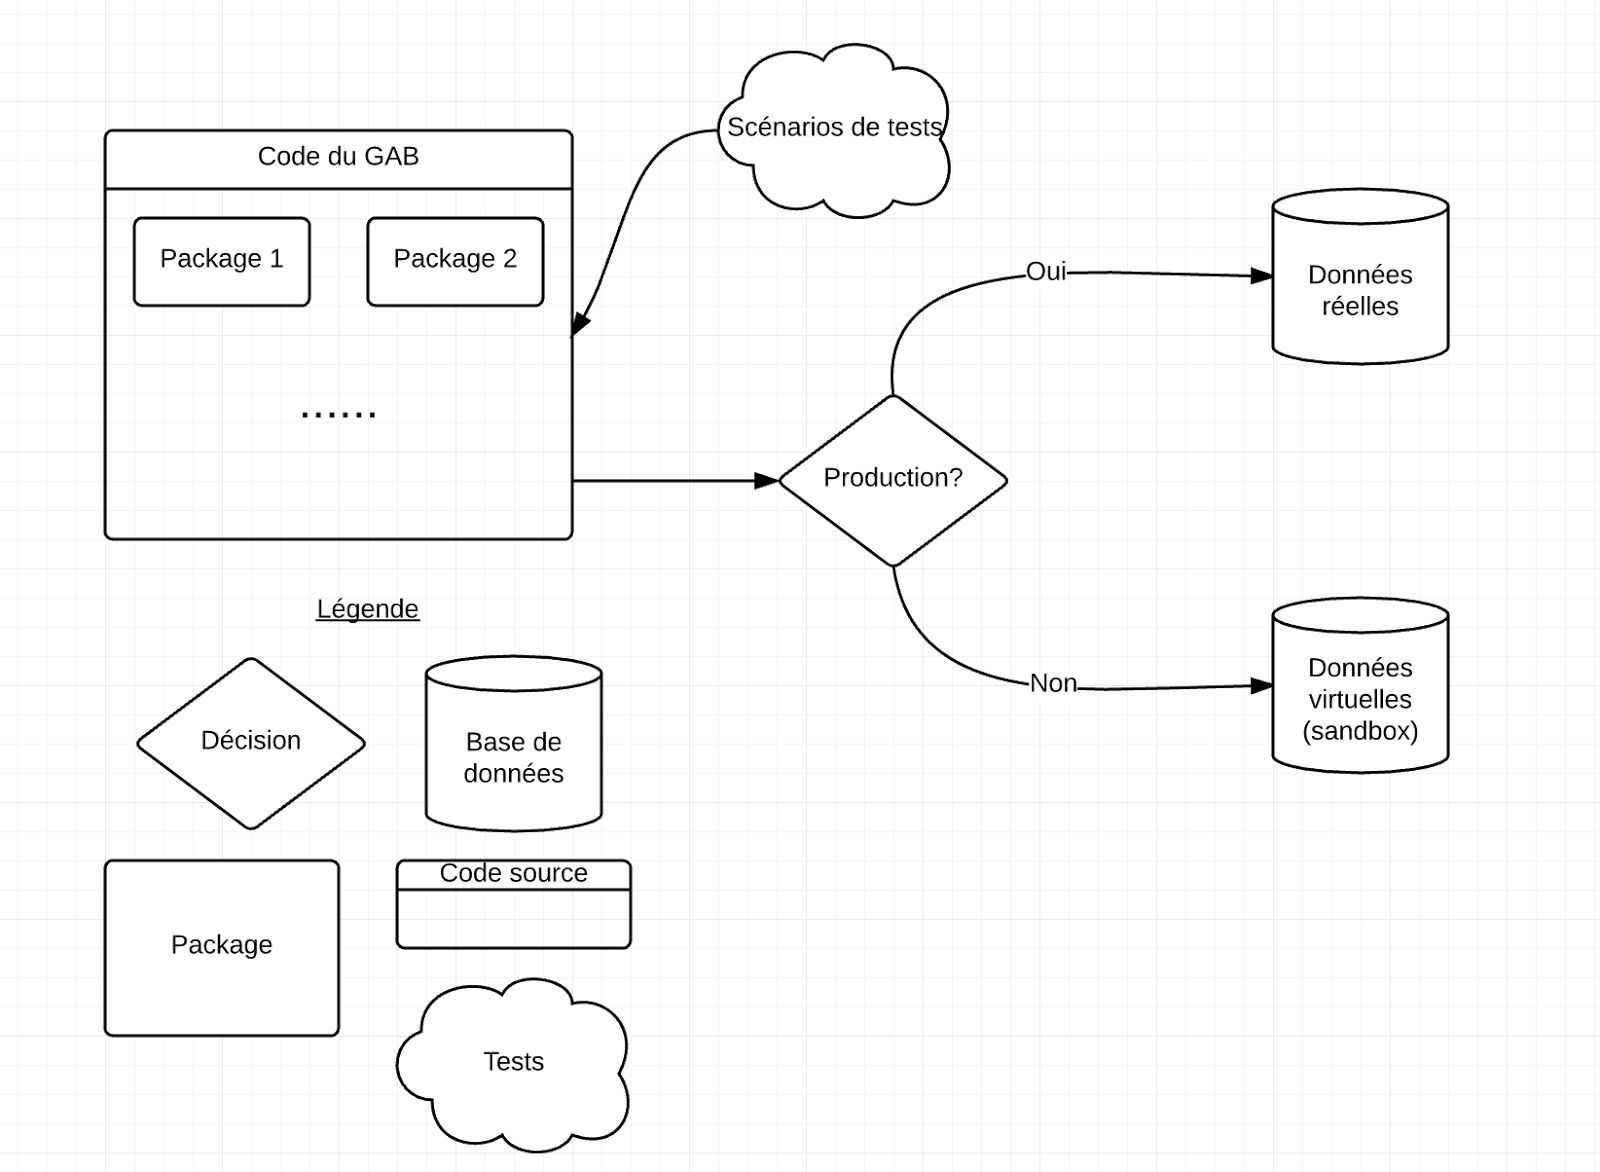 Scénarios de tests
Code du GAB
Package 1
Package 2
......
Oui
Données
réelles
Production?
Non
Données
virtuelles
(sandbox)
Légende
Décision
Base de
données
Package
Code source
Tests